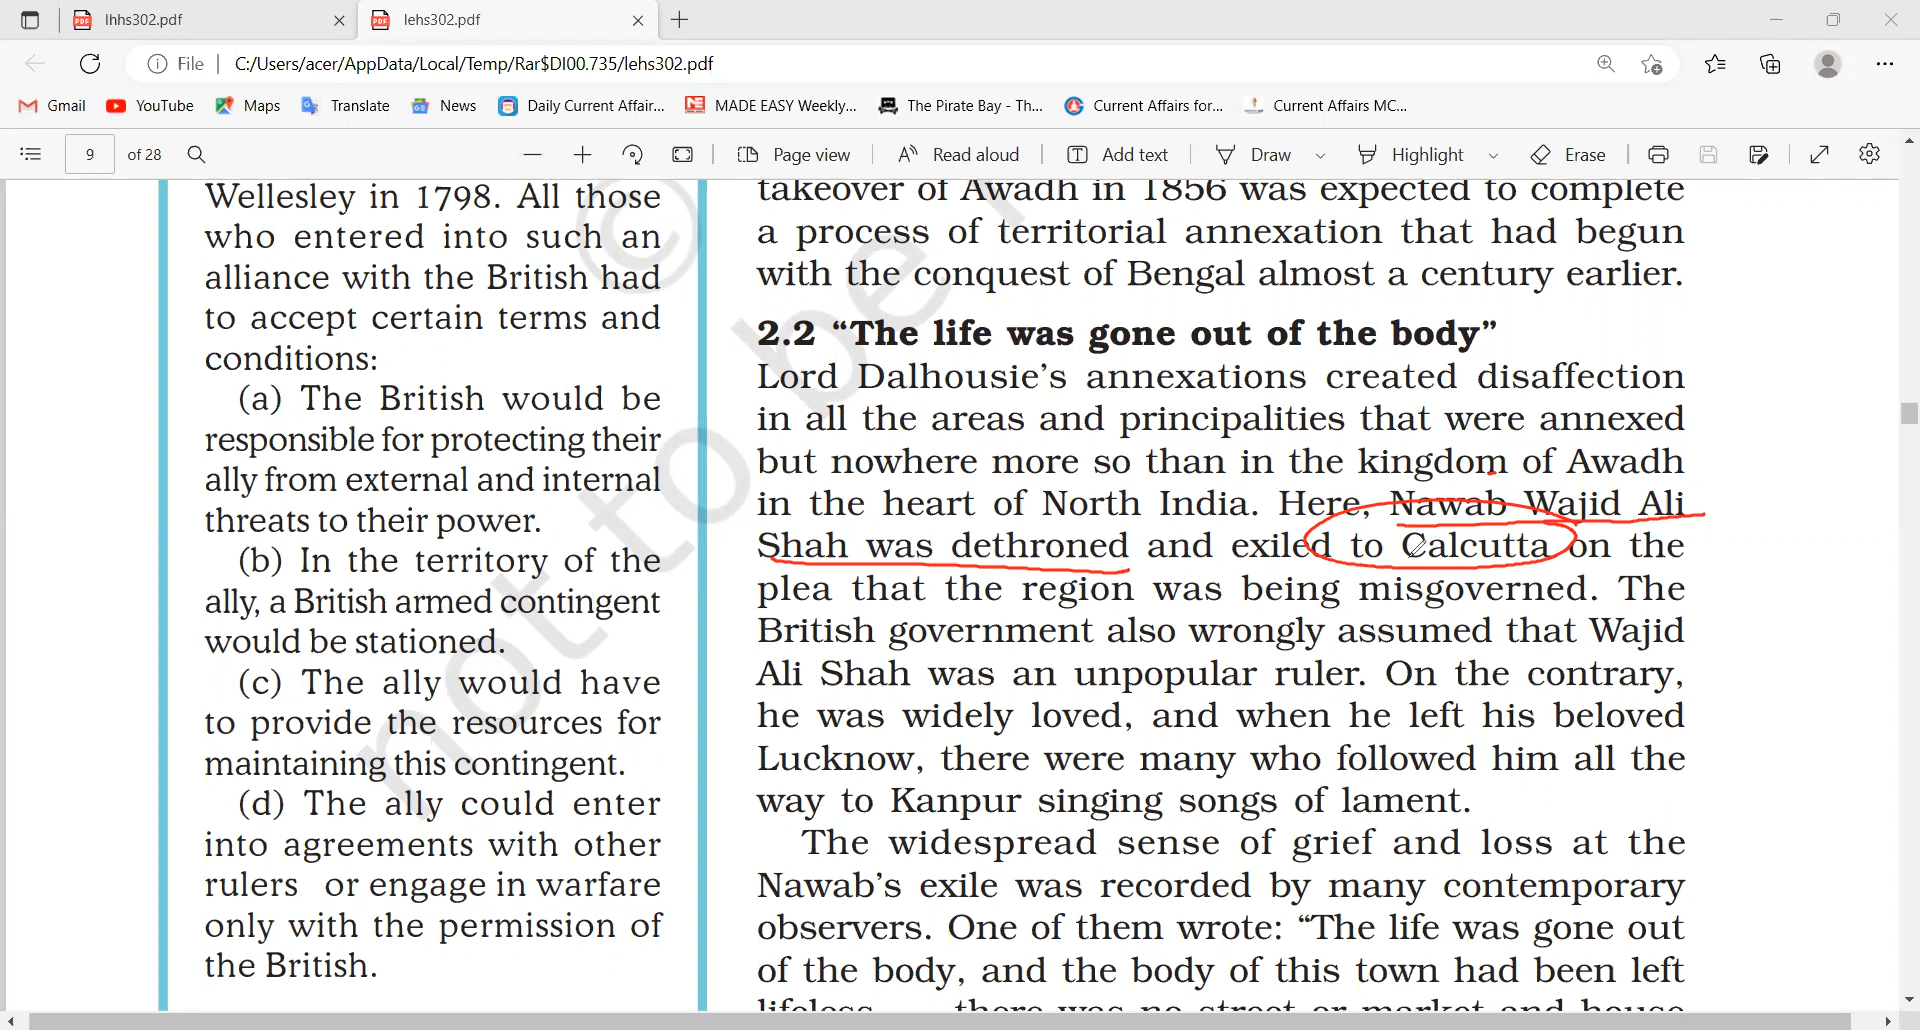 lhhs302.pdf
lehs302.pdf
File
C:/Users/acer/AppData/Local/Temp/Rar$DI00.735/lehs302.pdf
Gmail YouTube Maps Translate News Daily Current Affair... MADE EASY Weekly... The Pirate Bay - Th... Current Affairs for... Current Affairs MC...
9 of 28 Page view Read aloud Add text Draw Highlight Erase
Wellesley in 1798. All those
who entered into such an
alliance with the British had
to accept certain terms and
conditions:
(a) The British would be
responsible for protecting their
ally from external and internal
threats to their power.
(b) In the territory of the
ally, a British armed contingent
would be stationed.
(c) The ally would have
to provide the resources for
maintaining this contingent.
(d) The ally could enter
into agreements with other
rulers or engage in warfare
only with the permission of
the British.
takeover of Awadh in 1856 was expected to complete
a process of territorial annexation that had begun
with the conquest of Bengal almost a century earlier.
2.2 “The life was gone out of the body”
Lord Dalhousie’s annexations created disaffection
in all the areas and principalities that were annexed
but nowhere more so than in the kingdom of Awadh
in the heart of North India. Here, Nawab Wajid Ali
Shah was dethroned and exiled to Calcutta on the
plea that the region was being misgoverned. The
British government also wrongly assumed that Wajid
Ali Shah was an unpopular ruler. On the contrary,
he was widely loved, and when he left his beloved
Lucknow, there were many who followed him all the
way to Kanpur singing songs of lament.
The widespread sense of grief and loss at the
Nawab’s exile was recorded by many contemporary
observers. One of them wrote: “The life was gone out
of the body, and the body of this town had been left
lifeless there was no street or market and house
©
not to be